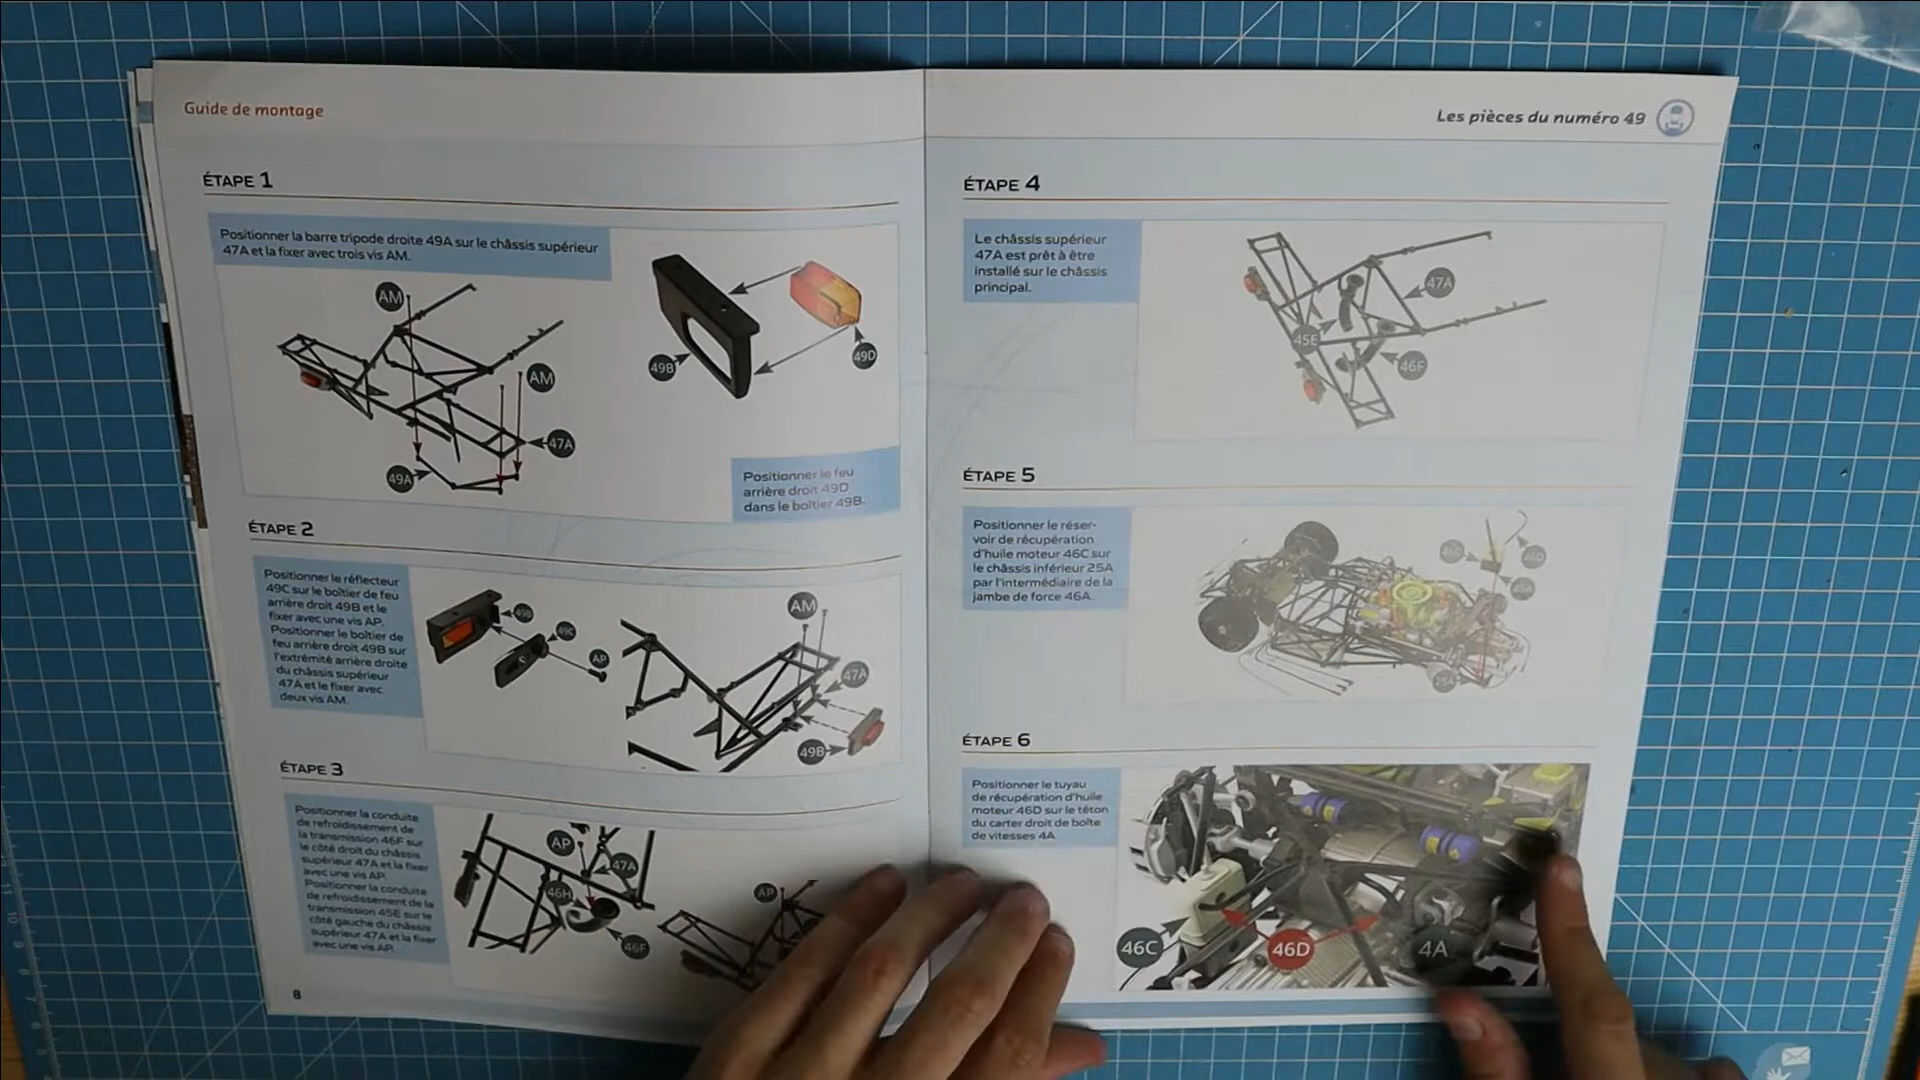 Guide de montage
ÉTAPE 1
Positionner la barre tripode droite 49A sur le châssis supérieur
47A et la fixer avec trois vis AM.
AM
AM
47A
49A
49B
49D
Positionner le feu
arrière droit 49D
dans le boîtier 49B.
ÉTAPE 2
Positionner le réflecteur
49C sur le boîtier de feu
arrière droit 49B et le
fixer avec une vis AP.
Positionner le boîtier de
feu arrière droit 49B sur
l'extrémité arrière droite
du châssis supérieur
47A et le fixer avec
deux vis AM.
49B
49C
AP
AM
47A
49B
ÉTAPE 3
Positionner la conduite
de refroidissement de
la transmission 46F sur
le côté droit du châssis
supérieur 47A et la fixer
avec une vis AP.
Positionner la conduite
de refroidissement de la
transmission 45E sur le
côté gauche du châssis
supérieur 47A et la fixer
avec une vis AP.
AP
47A
46H
46F
AP
8
Les pièces du numéro 49
ÉTAPE 4
Le châssis supérieur
47A est prêt à être
installé sur le châssis
principal.
47A
45E
46F
ÉTAPE 5
Positionner le réser-
voir de récupération
d'huile moteur 46C sur
le châssis inférieur 25A
par l'intermédiaire de la
jambe de force 46A.
25A
ÉTAPE 6
Positionner le tuyau
de récupération d'huile
moteur 46D sur le téton
du carter droit de boîte
de vitesses 4A.
46C
46D
4A